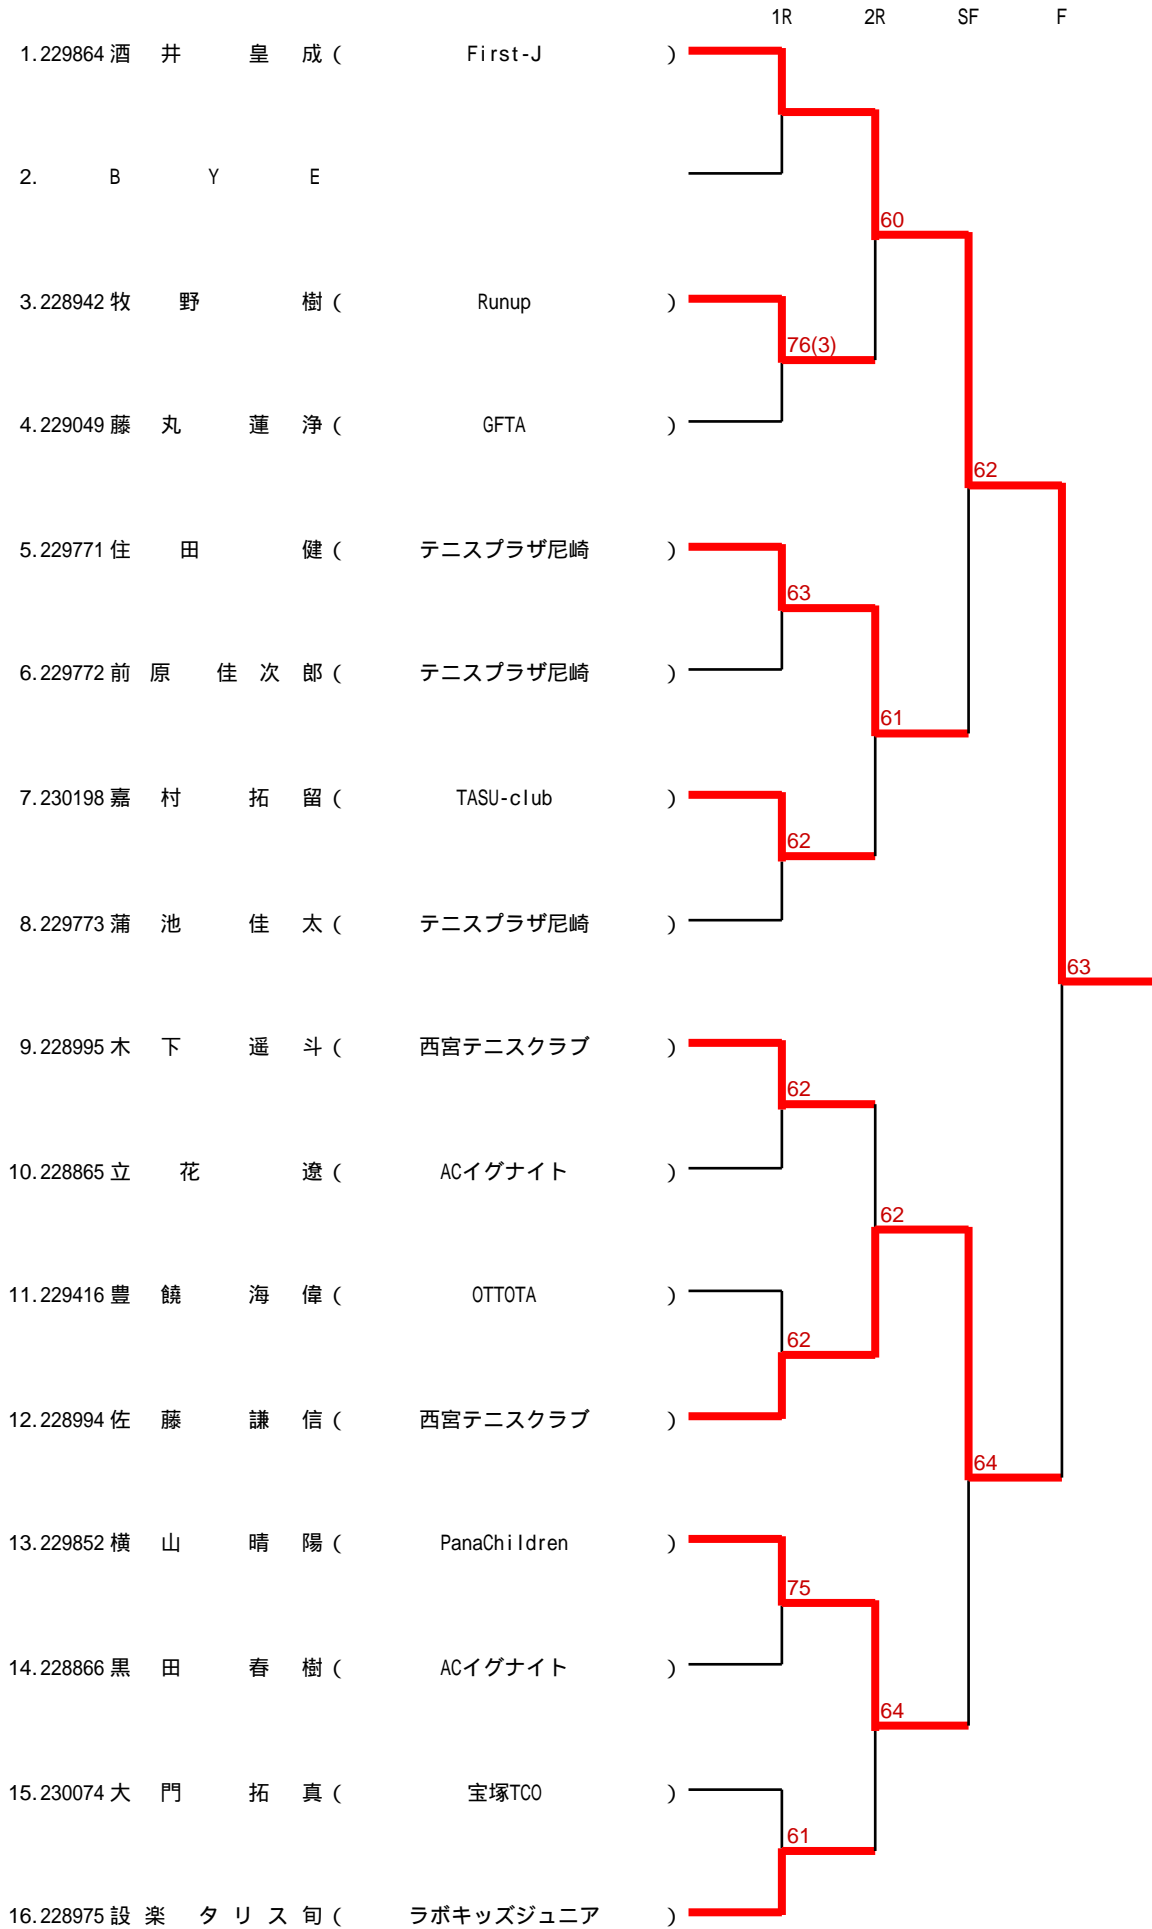 1R 2R SF F
1.229864 酒井 皇成 ( First-J )
2. B Y E
60
3.228942 牧野 樹 ( Runup )
76(3)
4.229049 藤丸 蓮浄 ( GFTA )
62
5.229771 住田 健 ( テニスプラザ尼崎 )
63
6.229772 前原 佳次郎 ( テニスプラザ尼崎 )
61
7.230198 嘉村 拓留 ( TASU-club )
62
8.229773 蒲池 佳太 ( テニスプラザ尼崎 )
63
9.228995 木下 遥斗 ( 西宮テニスクラブ )
62
10.228865 立花 遼 ( ACイグナイト )
62
11.229416 豊饒 海偉 ( OTTOTA )
62
12.228994 佐藤 謙信 ( 西宮テニスクラブ )
64
13.229852 横山 晴陽 ( PanaChildren )
75
14.228866 黒田 春樹 ( ACイグナイト )
64
15.230074 大門 拓真 ( 宝塚TCO )
61
16.228975 設楽 タリス旬 ( ラボキッズジュニア )